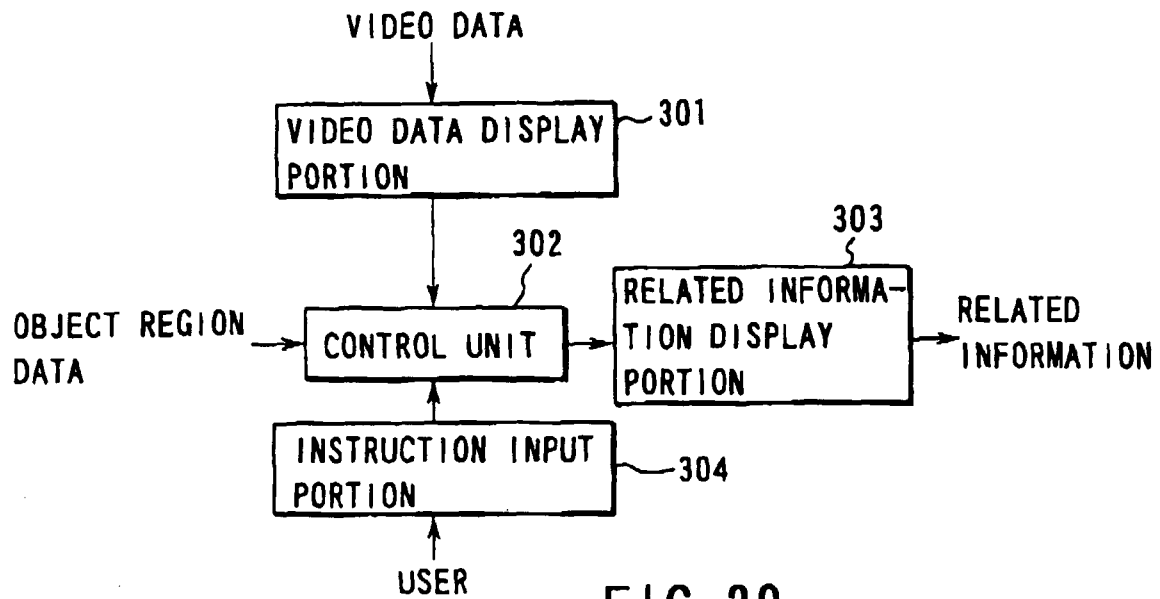 VIDEO DATA
VIDEO DATA DISPLAY
PORTION
301
302
303
OBJECT REGION
DATA
CONTROL UNIT
RELATED INFORMA-
TION DISPLAY
PORTION
RELATED
INFORMATION
INSTRUCTION INPUT
PORTION
304
USER